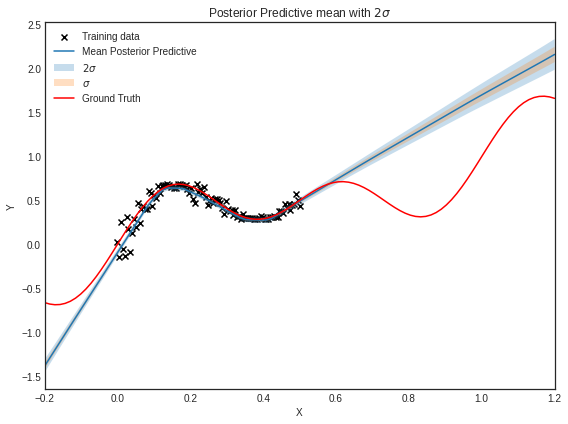 Posterior Predictive mean with 2σ
Training data
Mean Posterior Predictive
2σ
σ
Ground Truth
Y
2.5
2.0
1.5
1.0
0.5
0.0
−0.5
−1.0
−1.5
−0.2 0.0 0.2 0.4 0.6 0.8 1.0 1.2
X